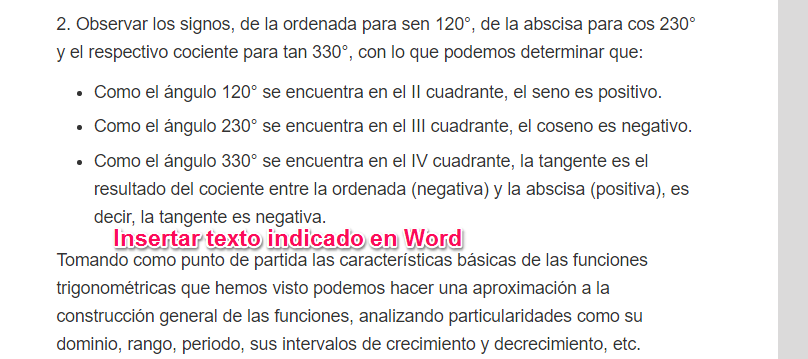 2. Observar los signos, de la ordenada para sen 120°, de la abscisa para cos 230°
y el respectivo cociente para tan 330°, con lo que podemos determinar que:
• Como el ángulo 120° se encuentra en el II cuadrante, el seno es positivo.
• Como el ángulo 230° se encuentra en el III cuadrante, el coseno es negativo.
• Como el ángulo 330° se encuentra en el IV cuadrante, la tangente es el
resultado del cociente entre la ordenada (negativa) y la abscisa (positiva), es
decir, la tangente es negativa.
Insertar texto indicado en Word
Tomando como punto de partida las características básicas de las funciones
trigonométricas que hemos visto podemos hacer una aproximación a la
construcción general de las funciones, analizando particularidades como su
dominio, rango, periodo, sus intervalos de crecimiento y decrecimiento, etc.